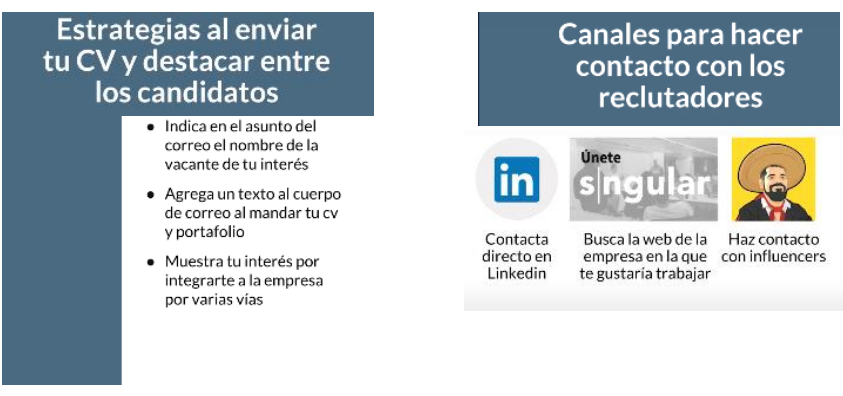 Estrategias al enviar
tu CV y destacar entre
los candidatos
• Indica en el asunto del
correo el nombre de la
vacante de tu interés
• Agrega un texto al cuerpo
de correo al mandar tu cv
y portafolio
• Muestra tu interés por
integrarte a la empresa
por varias vías
Canales para hacer
contacto con los
reclutadores
in
Únete
s|ngular
Contacta
directo en
Linkedin
Busca la web de la
empresa en la que
te gustaría trabajar
Haz contacto
con influencers